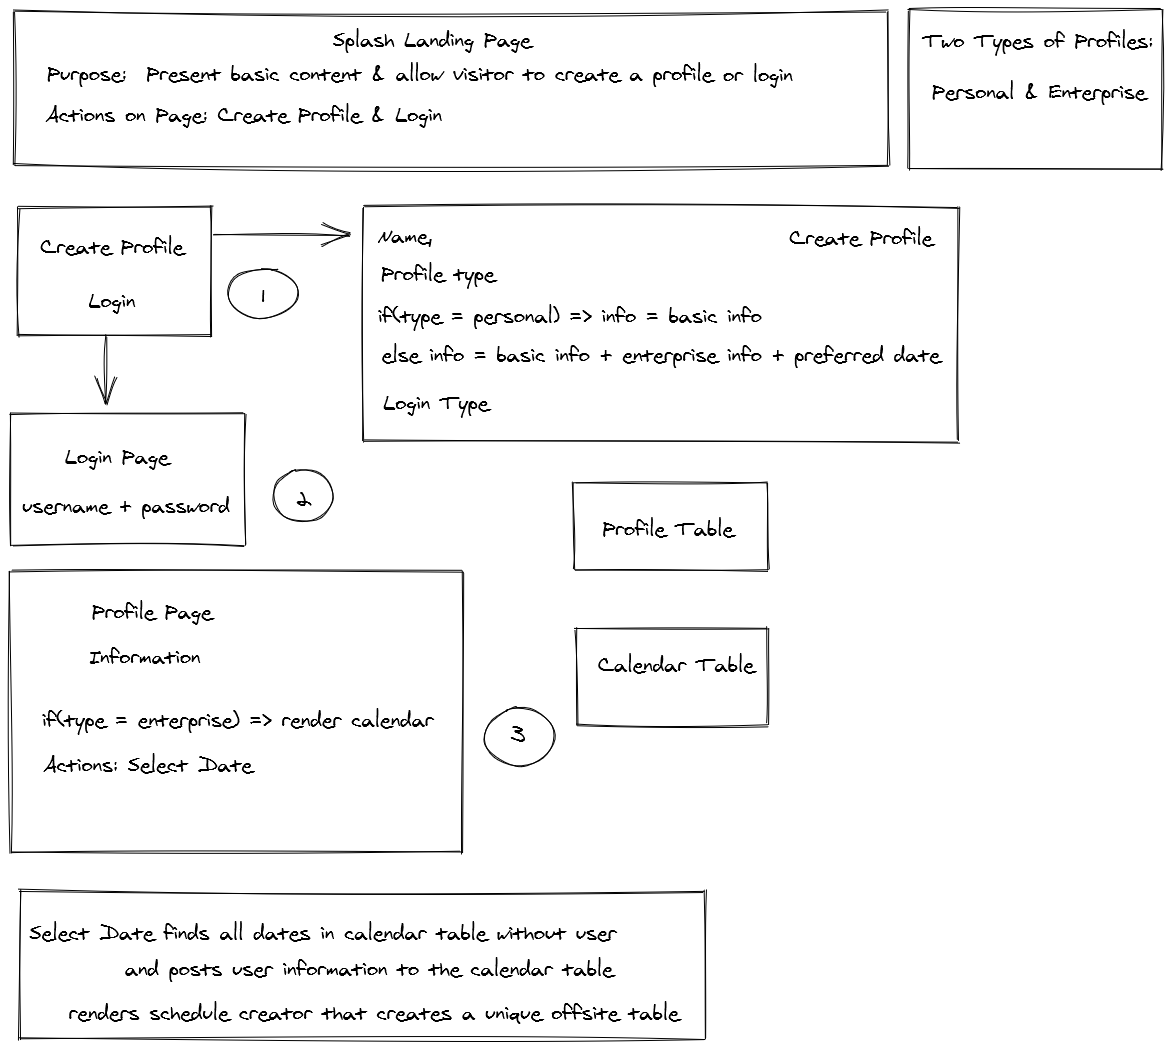 Splash Landing Page
Purpose: Present basic content & allow visitor to create a profile or login
Actions on Page: Create Profile & Login
Two Types of Profiles:
Personal & Enterprise
Create Profile
Login
1
Name,
Create Profile
Profile type
if(type = personal) => info = basic info
else info = basic info + enterprise info + preferred date
Login Type
Login Page
username + password
2
Profile Table
Profile Page
Information
if(type = enterprise) => render calendar
Actions: Select Date
3
Calendar Table
Select Date finds all dates in calendar table without user
and posts user information to the calendar table
renders schedule creator that creates a unique offsite table